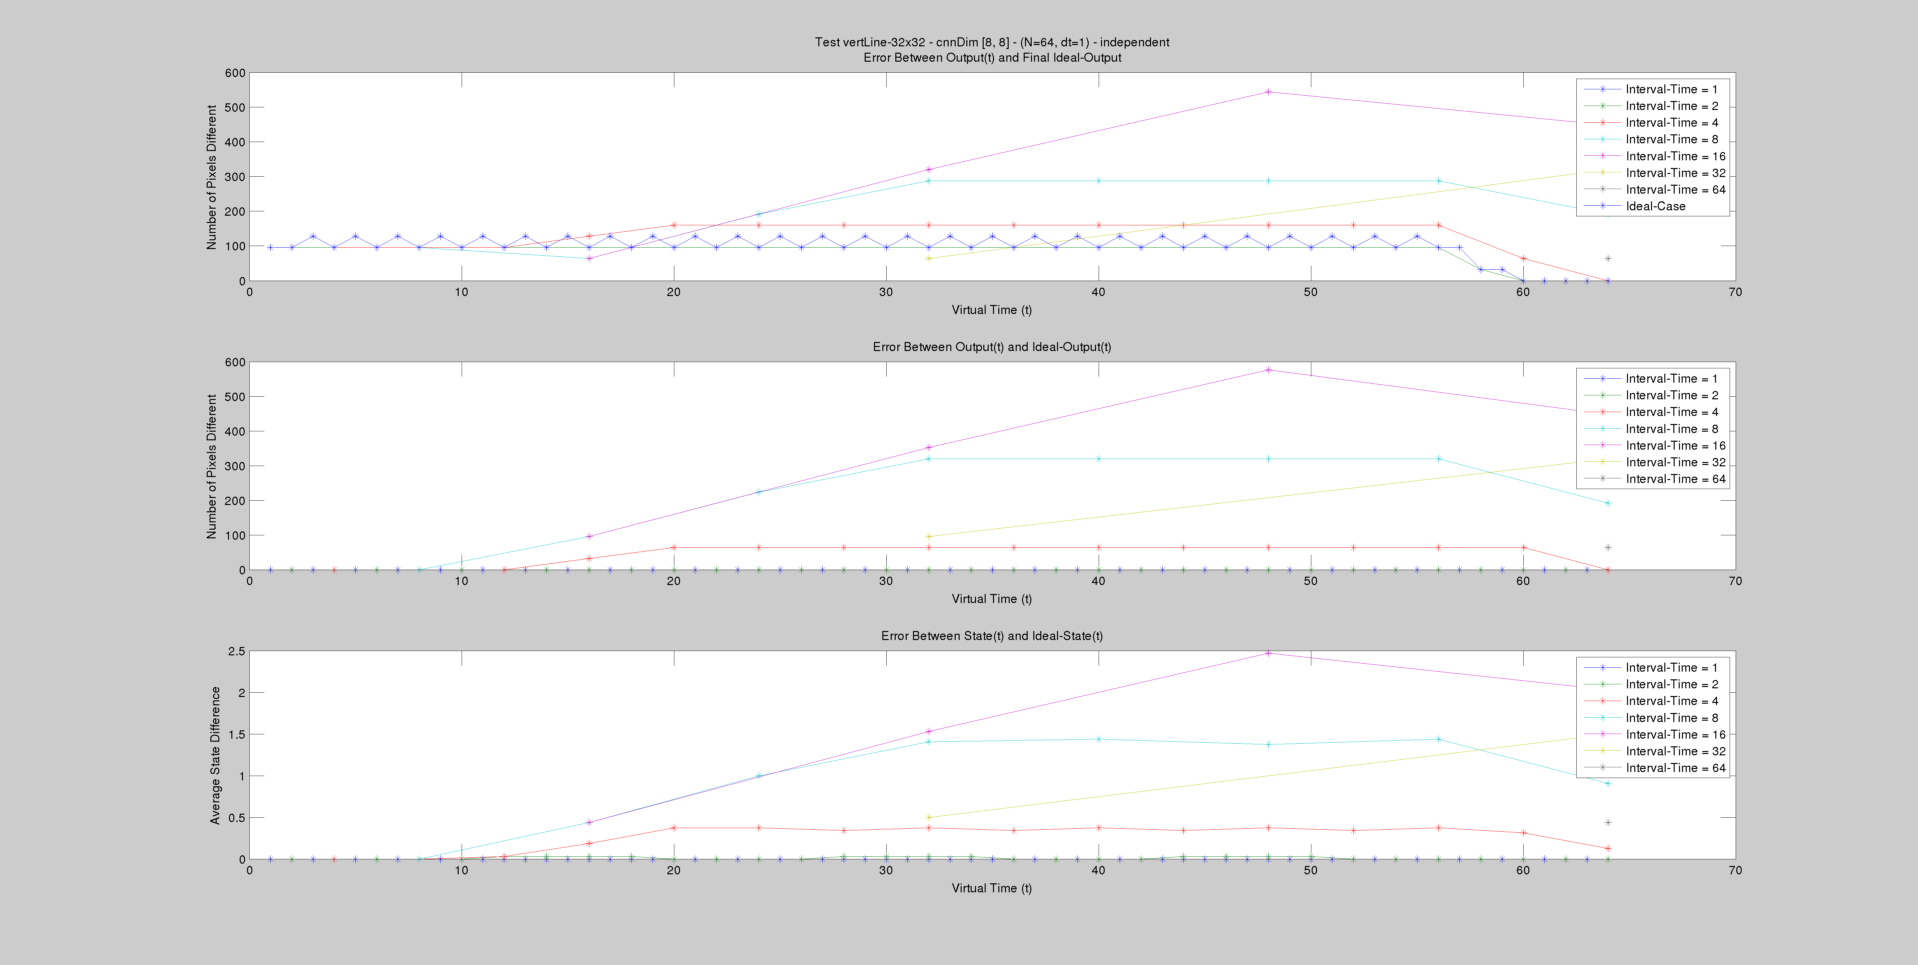 Test vertLine-32x32 - cnnDim [8, 8] - (N=64, dt=1) - independent
Error Between Output(t) and Final Ideal-Output
Number of Pixels Different
600
500
400
300
200
100
0
0 10 20 30 40 50 60 70
Virtual Time (t)
Interval-Time = 1
Interval-Time = 2
Interval-Time = 4
Interval-Time = 8
Interval-Time = 16
Interval-Time = 32
Interval-Time = 64
Ideal-Case
Error Between Output(t) and Ideal-Output(t)
Number of Pixels Different
600
500
400
300
200
100
0
0 10 20 30 40 50 60 70
Virtual Time (t)
Interval-Time = 1
Interval-Time = 2
Interval-Time = 4
Interval-Time = 8
Interval-Time = 16
Interval-Time = 32
Interval-Time = 64
Error Between State(t) and Ideal-State(t)
Average State Difference
2.5
2
1.5
1
0.5
0
0 10 20 30 40 50 60 70
Virtual Time (t)
Interval-Time = 1
Interval-Time = 2
Interval-Time = 4
Interval-Time = 8
Interval-Time = 16
Interval-Time = 32
Interval-Time = 64